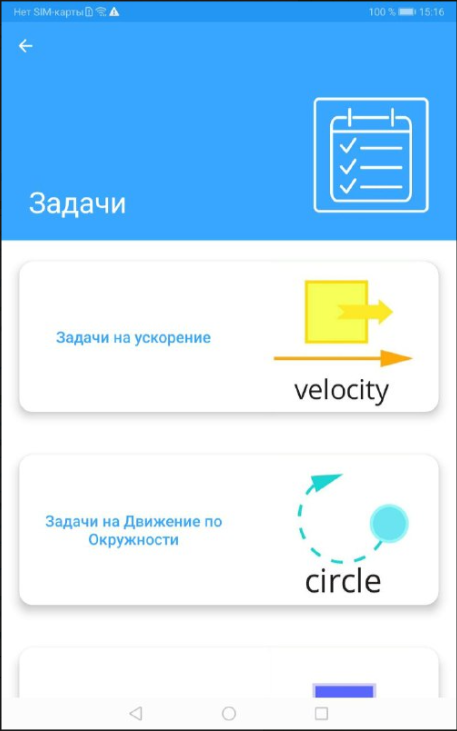 Нет SIM-карты 100 % 15:16
Задачи
Задачи на ускорение
velocity
Задачи на Движение по
Окружности
circle